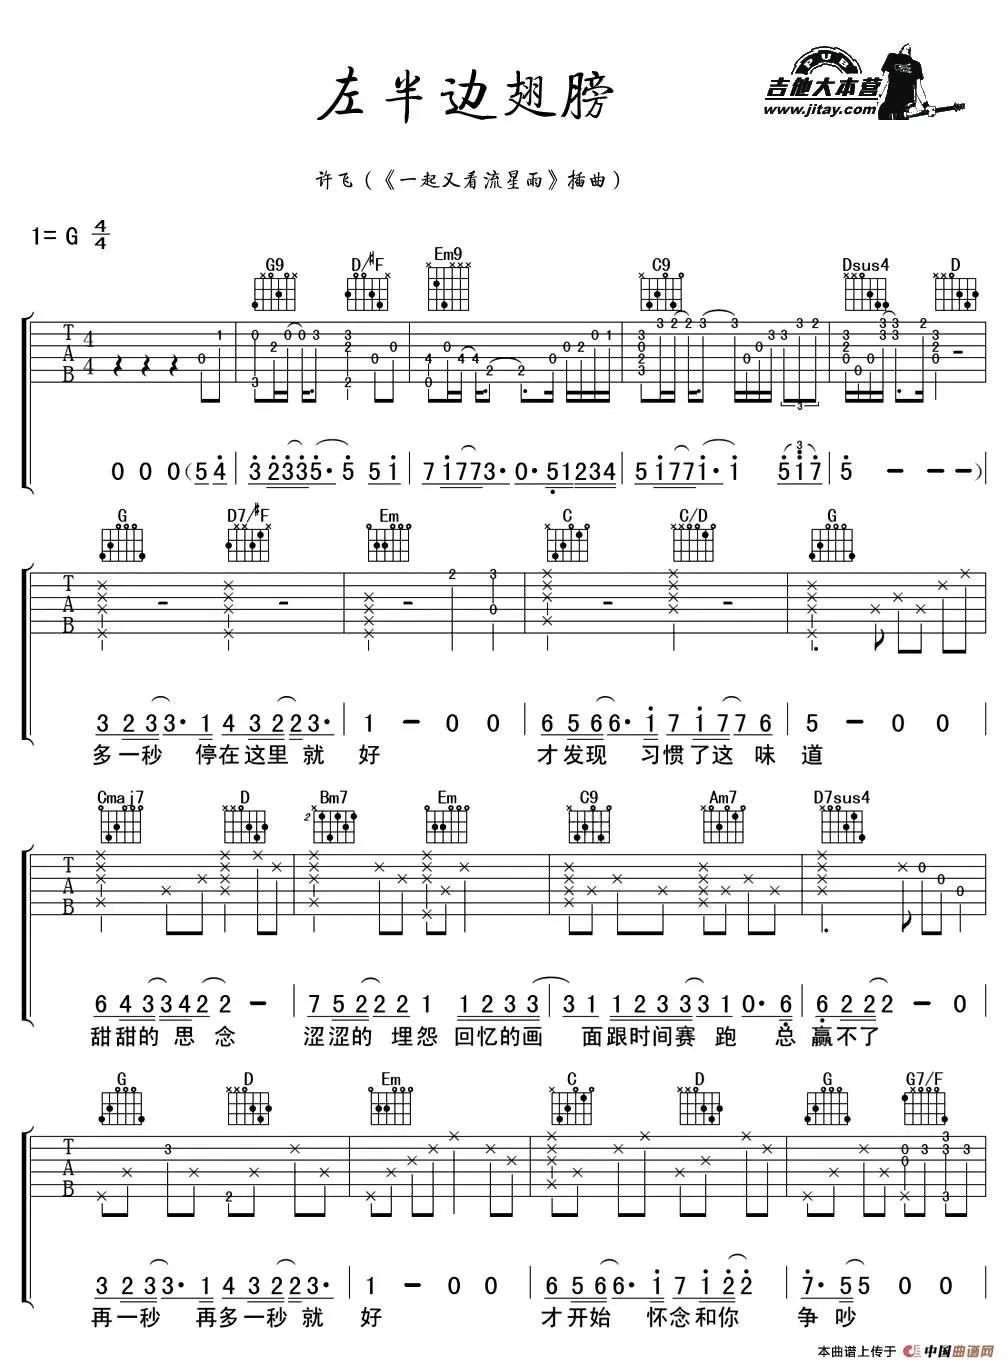 左半边翅膀
PUB
吉他大本营
www.jitay.com
许飞（《一起又看流星雨》插曲）
1= G 4/4
G9 D/#F Em9 C9 Dsus4 D
0 0 0 (5 4 | 3 2 3 3 5· 5 5 1 | 7 1 7 7 3· 0· 5 1 2 3 4 | 5 1 7 7 1· 1 5 1 7 | 5 — — —)
G D7/#F Em C C/D G
3 2 3 3· 1 4 3 2 2 3· | 1 — 0 0 | 6 5 6 6· 1 7 1 7 7 6 | 5 — 0 0
多一秒 停在这里 就 好 才发现 习惯了这 味 道
Cmaj7 D Bm7 Em C9 Am7 D7sus4
6 4 3 3 4 2 2 — | 7 5 2 2 2 1 1 2 3 3 | 3 1 1 2 3 3 3 1 0· 6 | 6 2 2 2 — 0
甜甜的 思 念 涩涩的 埋怨 回忆的画 面跟时间赛 跑 总 赢不了
G D Em C D G G7/F
3 2 3 3· 1 4 3 2 2 3· | 1 — 0 0 | 6 5 6 6· 1 7 1 2 2 | 7· 5 5 0 0
再一秒 再多一秒就 好 才开始 怀念和你 争 吵
本曲谱上传于 中国曲谱网